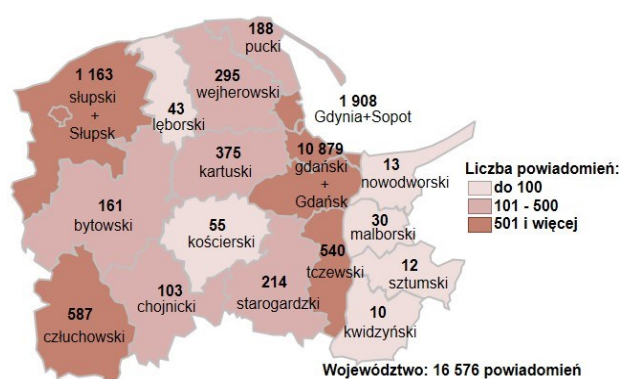 188
pucki
1 163
słupski
+
Słupsk
43
lęborski
295
wejherowski
1 908
Gdynia+Sopot
375
kartuski
10 879
gdański
+
Gdańsk
13
nowodworski
161
bytowski
55
kościerski
30
malborski
540
tczewski
12
sztumski
587
człuchowski
103
chojnicki
214
starogardzki
10
kwidzyński
Liczba powiadomień:
do 100
101 - 500
501 i więcej
Województwo: 16 576 powiadomień